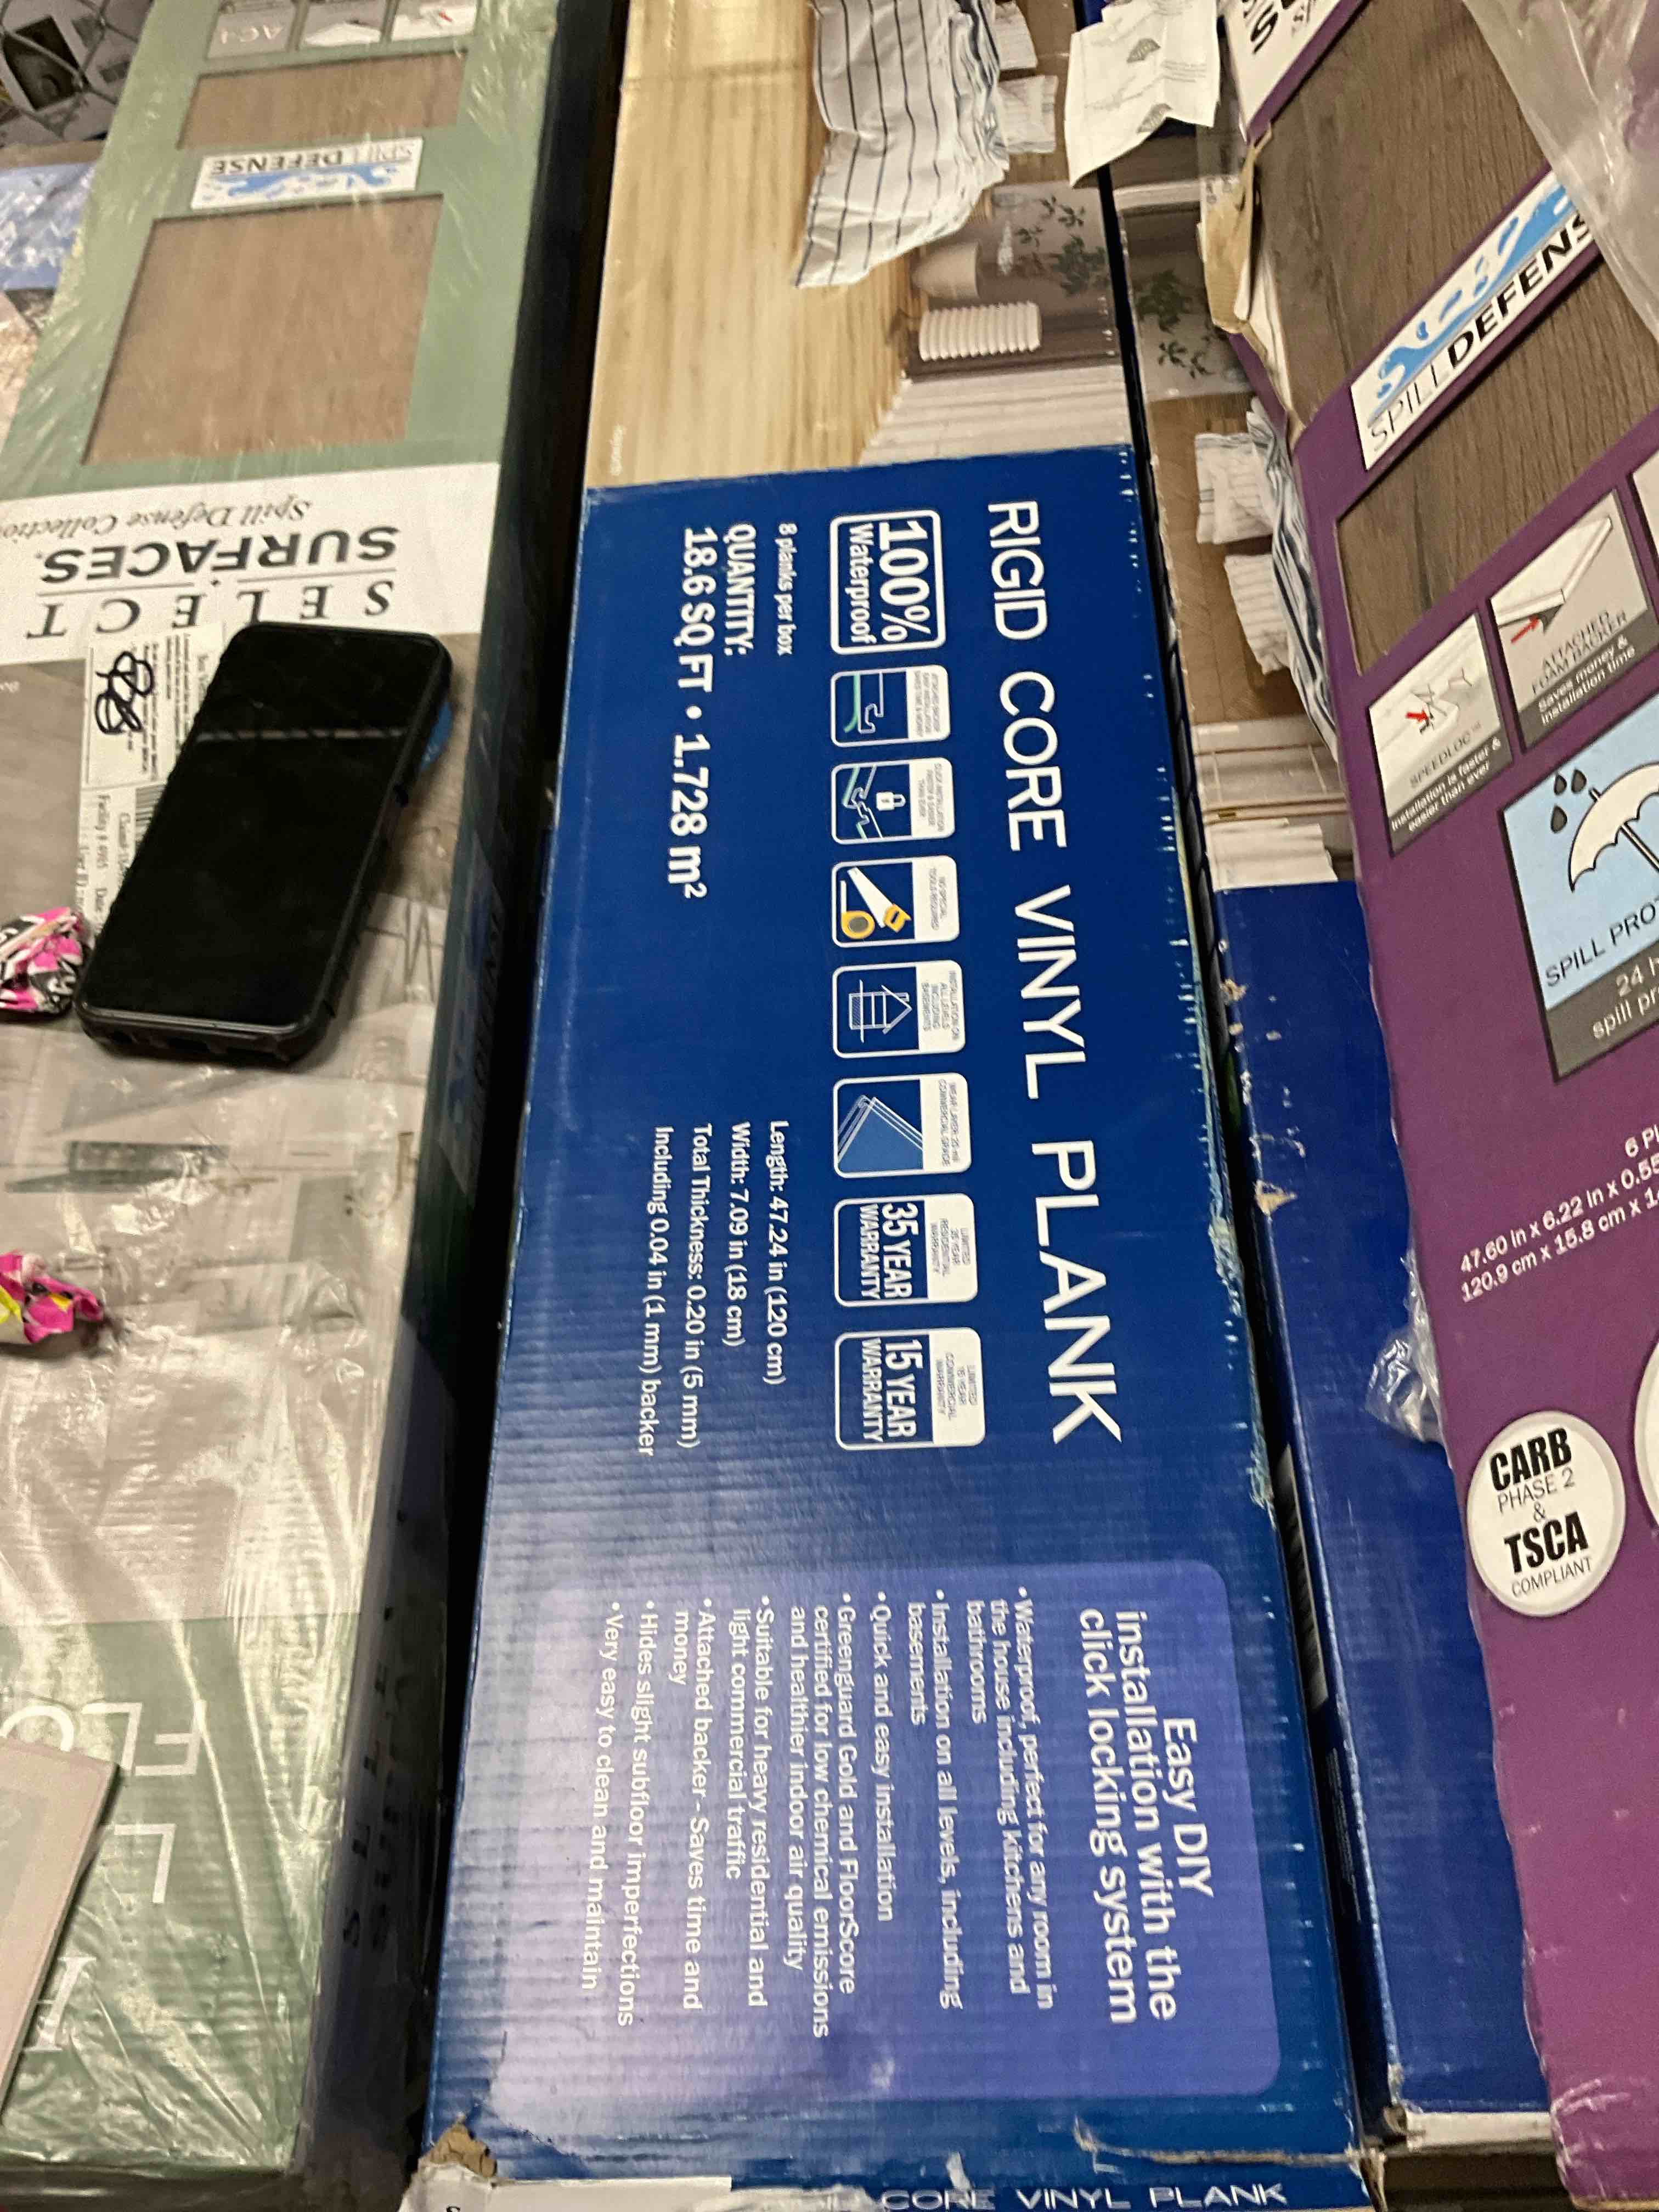 RIGID CORE VINYL PLANK
100%
Waterproof
35 YEAR
WARRANTY
15 YEAR
WARRANTY
8 planks per box
QUANTITY:
18.6 SQ FT • 1.728 m²
Length: 47.24 in (120 cm)
Width: 7.09 in (18 cm)
Total Thickness: 0.20 in (5 mm)
Including 0.04 in (1 mm) backer
Easy DIY
installation with the
click locking system
• Waterproof, perfect for any room in
the house including kitchens and
bathrooms
• Installation on all levels, including
basements
• Quick and easy installation
• Greenguard Gold and FloorScore
certified for low chemical emissions
and healthier indoor air quality
• Suitable for heavy residential and
light commercial traffic
• Attached backer – Saves time and
money
• Hides slight subfloor imperfections
• Very easy to clean and maintain
CORE VINYL PLANK
AC4
SPILL DEFENSE
SELECT
SURFACES.
Spill Defense
SPILL DEFENS
ATTACHED
FOAM BACKER
Saves money &
installation time
SPEEDLOC™
Installation is faster &
easier than ever
SPILL PRO
24 h
spill pr
47.60 in x 6.22 in x 0.55
120.9 cm x 15.8 cm x 1
CARB
PHASE 2
&
TSCA
COMPLIANT